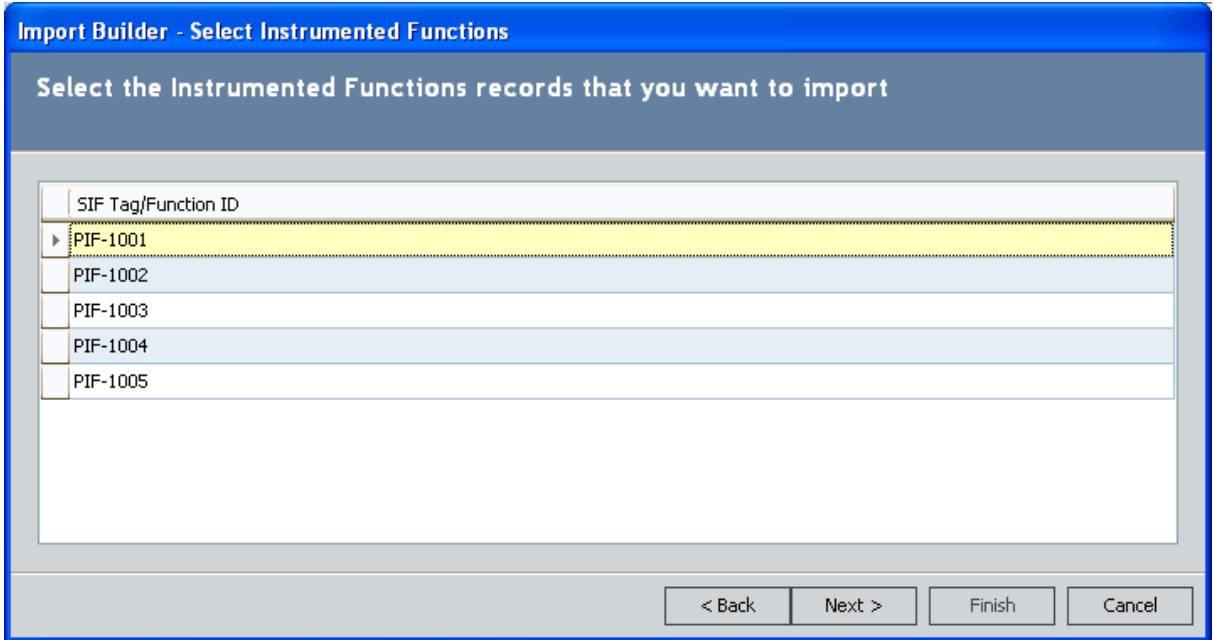 Import Builder - Select Instrumented Functions
Select the Instrumented Functions records that you want to import
SIF Tag/Function ID
PIF-1001
PIF-1002
PIF-1003
PIF-1004
PIF-1005
< Back Next > Finish Cancel